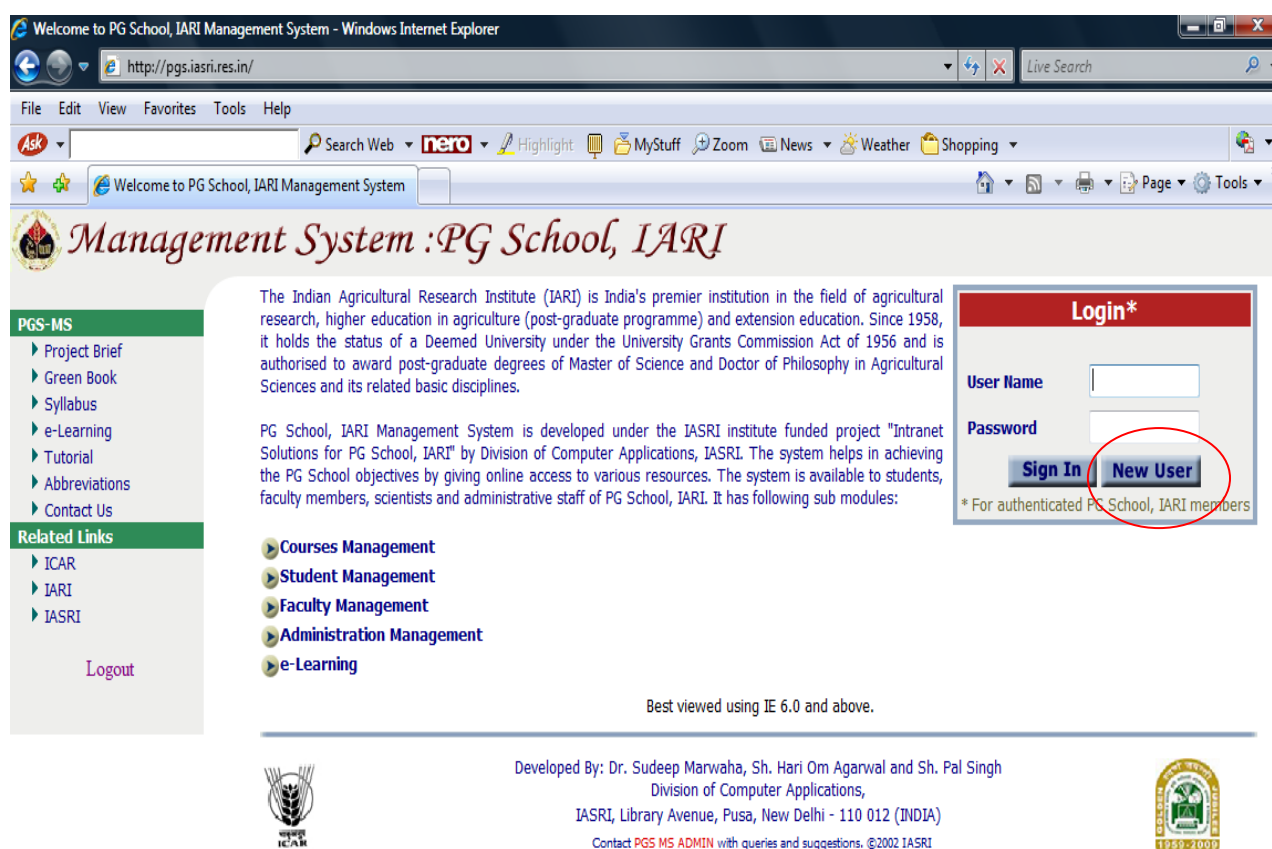 Welcome to PG School, IARI Management System - Windows Internet Explorer
http://pgs.iasri.res.in/
Live Search
File Edit View Favorites Tools Help
Ask
Search Web
nero
Highlight
MyStuff
Zoom
News
Weather
Shopping
Welcome to PG School, IARI Management System
Page
Tools
Management System :PG School, IARI
PGS-MS
Project Brief
Green Book
Syllabus
e-Learning
Tutorial
Abbreviations
Contact Us
Related Links
ICAR
IARI
IASRI
Logout
The Indian Agricultural Research Institute (IARI) is India's premier institution in the field of agricultural
research, higher education in agriculture (post-graduate programme) and extension education. Since 1958,
it holds the status of a Deemed University under the University Grants Commission Act of 1956 and is
authorised to award post-graduate degrees of Master of Science and Doctor of Philosophy in Agricultural
Sciences and its related basic disciplines.
PG School, IARI Management System is developed under the IASRI institute funded project "Intranet
Solutions for PG School, IARI" by Division of Computer Applications, IASRI. The system helps in achieving
the PG School objectives by giving online access to various resources. The system is available to students,
faculty members, scientists and administrative staff of PG School, IARI. It has following sub modules:
Courses Management
Student Management
Faculty Management
Administration Management
e-Learning
Login*
User Name
Password
Sign In
New User
* For authenticated PG School, IARI members
Best viewed using IE 6.0 and above.
Developed By: Dr. Sudeep Marwaha, Sh. Hari Om Agarwal and Sh. Pal Singh
Division of Computer Applications,
IASRI, Library Avenue, Pusa, New Delhi - 110 012 (INDIA)
Contact PGS MS ADMIN with queries and suggestions. @2002 IASRI
ICAR
GOLDEN
JUBILEE
1959-2009